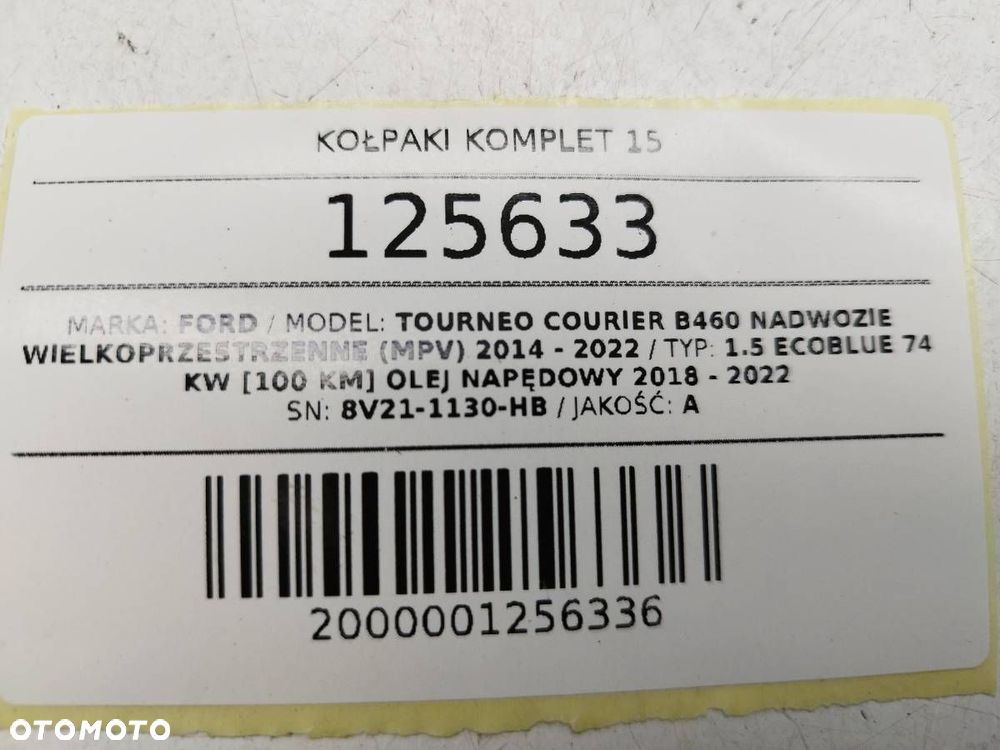 KOŁPAKI KOMPLET 15
125633
MARKA: FORD / MODEL: TOURNEO COURIER B460 NADWOZIE
WIELKOPRZESTRZENNE (MPV) 2014 - 2022 / TYP: 1.5 ECOBLUE 74
KW [100 KM] OLEJ NAPĘDOWY 2018 - 2022
SN: 8V21-1130-HB / JAKOŚĆ: A
2000001256336
OTOMOTO